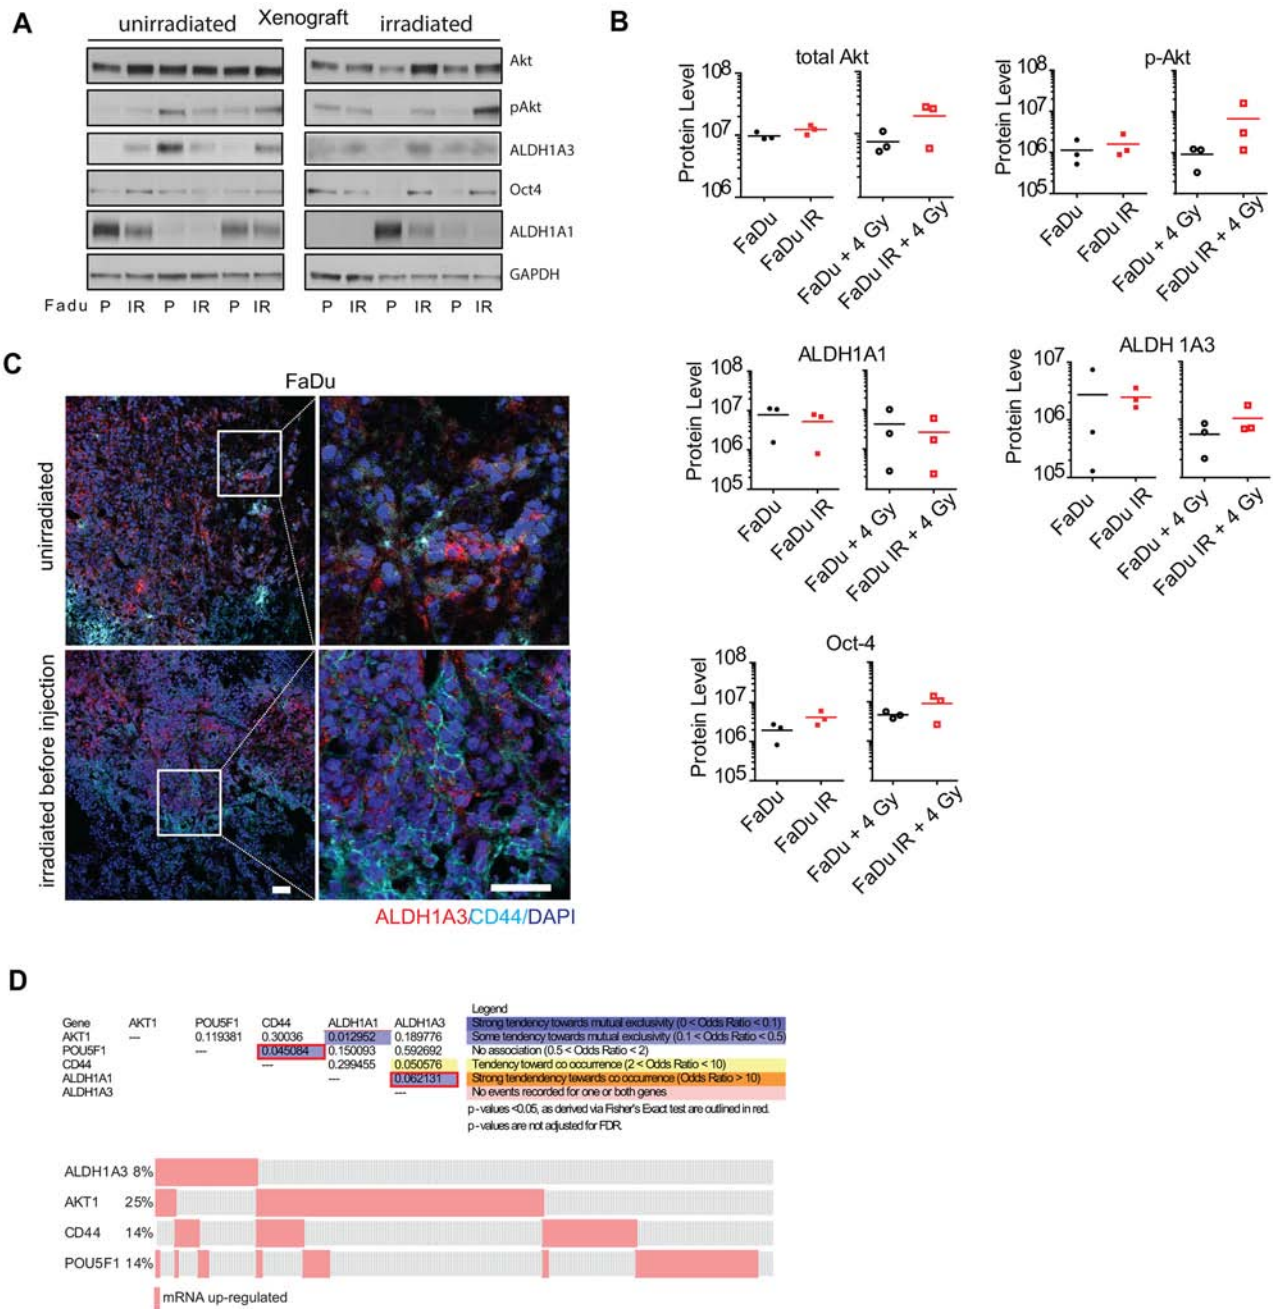 A
unirradiated Xenograft irradiated
Akt
pAkt
ALDH1A3
Oct4
ALDH1A1
GAPDH
Fadu P IR P IR P IR P IR P IR P IR
B
total Akt
Protein Level
10^8
10^7
10^6
FaDu
FaDu IR
FaDu + 4 Gy
FaDu IR + 4 Gy
p-Akt
Protein Level
10^8
10^7
10^6
10^5
FaDu
FaDu IR
FaDu + 4 Gy
FaDu IR + 4 Gy
ALDH1A1
Protein Level
10^8
10^7
10^6
10^5
FaDu
FaDu IR
FaDu + 4 Gy
FaDu IR + 4 Gy
ALDH 1A3
Protein Leve
10^7
10^6
10^5
FaDu
FaDu IR
FaDu + 4 Gy
FaDu IR + 4 Gy
Oct-4
Protein Level
10^8
10^7
10^6
10^5
FaDu
FaDu IR
FaDu + 4 Gy
FaDu IR + 4 Gy
C
FaDu
unirradiated
irradiated before injection
ALDH1A3/CD44/DAPI
D
Gene AKT1 POU5F1 CD44 ALDH1A1 ALDH1A3
AKT1 --- 0.119381 0.30036 0.012952 0.189776
POU5F1 --- 0.045084 0.150093 0.592692
CD44 --- 0.299455 0.050576
ALDH1A1 --- 0.062131
ALDH1A3 ---
Legend
Strong tendency towards mutual exclusivity (0 < Odds Ratio < 0.1)
Some tendency towards mutual exclusivity (0.1 < Odds Ratio < 0.5)
No association (0.5 < Odds Ratio < 2)
Tendency toward co occurrence (2 < Odds Ratio < 10)
Strong tendendency tewards co occurrence (Odds Ratio > 10)
No events recorded for one or both genes
p - values <0.05, as derived via Fisher's Exact test are outlined in red.
p - values are not adjusted for FDR.
ALDH1A3 8%
AKT1 25%
CD44 14%
POU5F1 14%
mRNA up-regulated